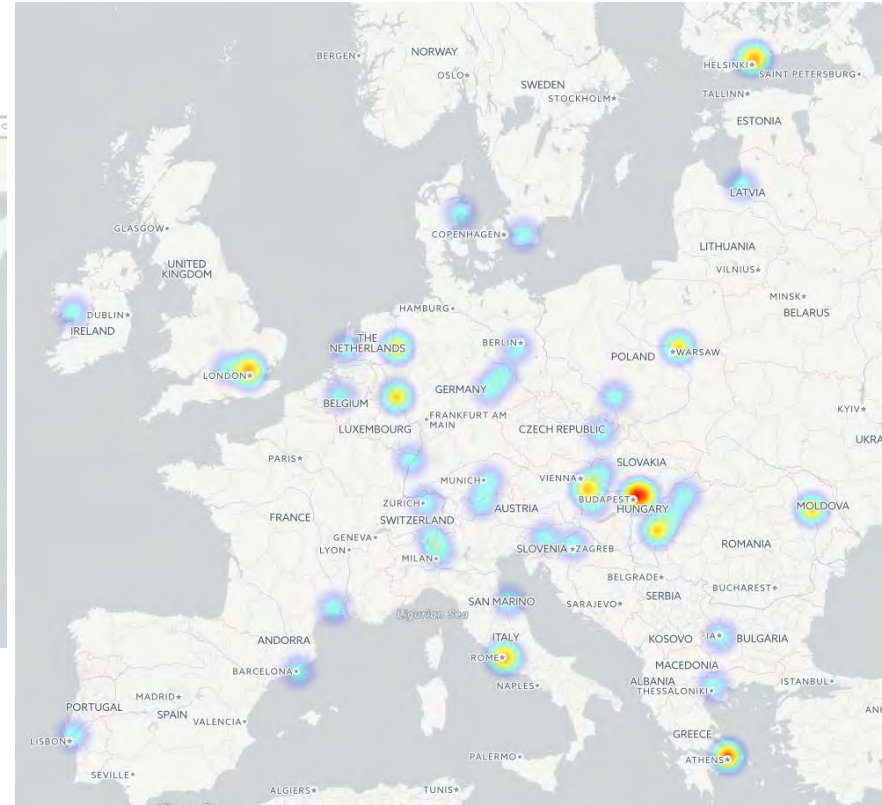 BERGEN
NORWAY
OSLO
HELSINKI
SAINT PETERSBURG
SWEDEN
STOCKHOLM
TALLINN
ESTONIA
LATVIA
GLASGOW
COPENHAGEN
LITHUANIA
UNITED
KINGDOM
VILNIUS
MINSK
BELARUS
DUBLIN
IRELAND
HAMBURG
THE
NETHERLANDS
BERLIN
POLAND
WARSAW
LONDON
GERMANY
BELGIUM
KYIV
FRANKFURT AM
MAIN
LUXEMBOURG
CZECH REPUBLIC
UKRA
PARIS
SLOVAKIA
MUNICH
VIENNA
BUDAPEST
HUNGARY
ZURICH
AUSTRIA
MOLDOVA
FRANCE
SWITZERLAND
GENEVA
LYON
MILAN
SLOVENIA
ZAGREB
ROMANIA
BELGRADE
SERBIA
BUCHAREST
SAN MARINO
SARAJEVO
Ligurian Sea
ANDORRA
ITALY
KOSOVO
FIA
BULGARIA
BARCELONA
ROME
MACEDONIA
ALBANIA
THESSALONIKI
ISTANBUL
NAPLES
MADRID
PORTUGAL
SPAIN
VALENCIA
AN
LISBON
GREECE
ATHENS
PALERMO
SEVILLE
ALGIERS
TUNIS